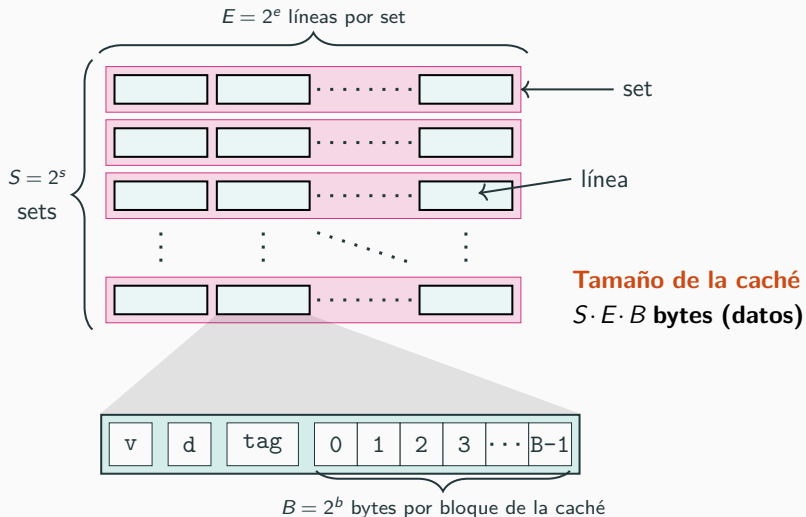 E = 2^e líneas por set
set
S = 2^s
sets
línea
Tamaño de la caché
S · E · B bytes (datos)
v d tag 0 1 2 3 ··· B-1
B = 2^b bytes por bloque de la caché